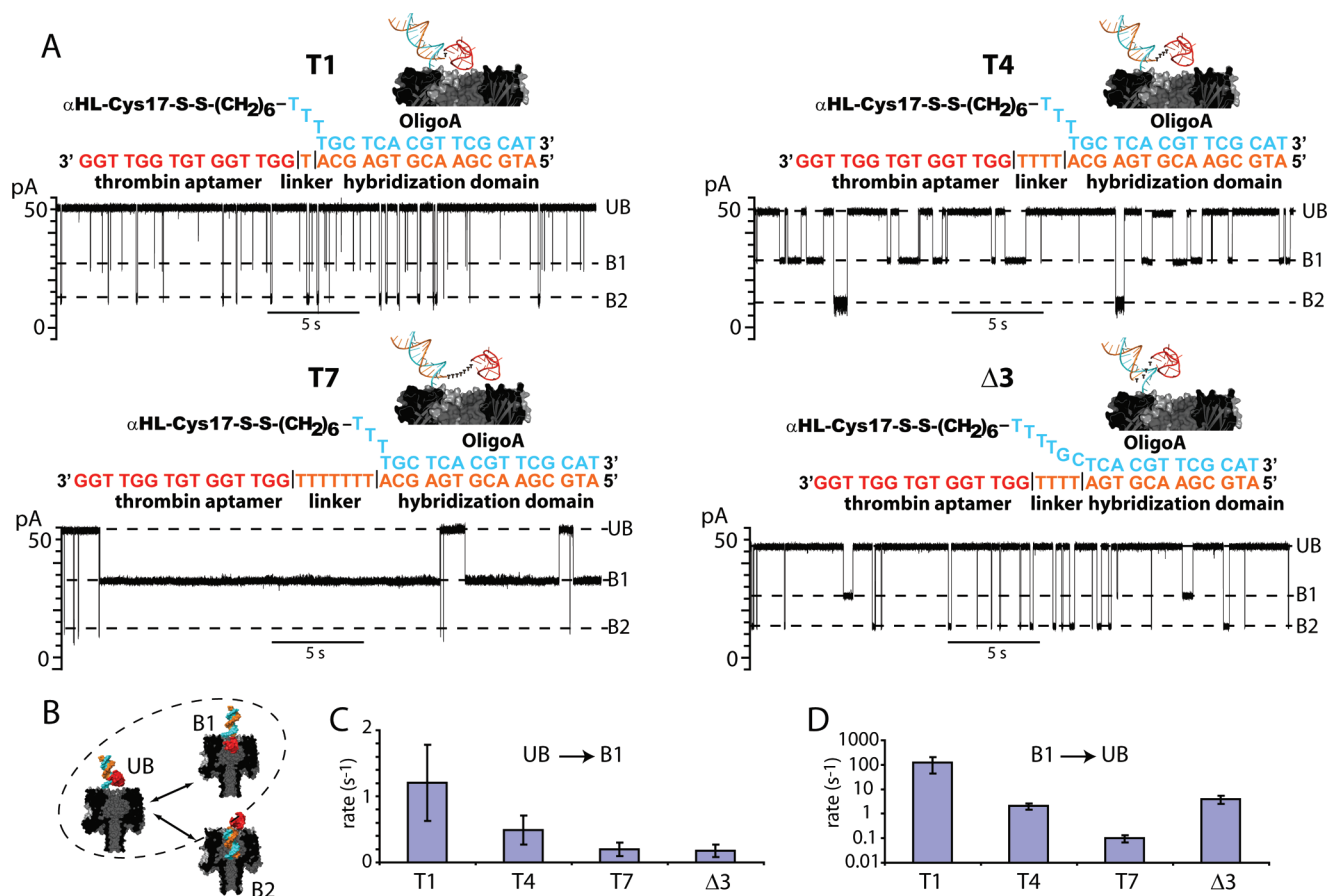 A
T1
αHL-Cys17-S-S-(CH2)6–T
T
T
OligoA
TGC TCA CGT TCG CAT 3’
3’ GGT TGG TGT GGT TGG|T|ACG AGT GCA AGC GTA 5’
thrombin aptamer linker hybridization domain
pA
50
0
UB
B1
B2
5 s
T4
αHL-Cys17-S-S-(CH2)6–T
T
T
OligoA
TGC TCA CGT TCG CAT 3’
3’ GGT TGG TGT GGT TGG|TTTT|ACG AGT GCA AGC GTA 5’
thrombin aptamer linker hybridization domain
pA
50
0
UB
B1
B2
5 s
T7
αHL-Cys17-S-S-(CH2)6–T
T
T
OligoA
TGC TCA CGT TCG CAT 3’
3’ GGT TGG TGT GGT TGG|TTTTTTT|ACG AGT GCA AGC GTA 5’
thrombin aptamer linker hybridization domain
pA
50
0
UB
B1
B2
5 s
Δ3
αHL-Cys17-S-S-(CH2)6–T
T
T
T
G
C
OligoA
TCA CGT TCG CAT 3’
3’ GGT TGG TGT GGT TGG|TTTT|AGT GCA AGC GTA 5’
thrombin aptamer linker hybridization domain
pA
50
0
UB
B1
B2
5 s
B
UB
B1
B2
C
UB → B1
rate (s-1)
2
1
0
T1 T4 T7 Δ3
D
B1 → UB
rate (s-1)
1000
100
10
1
0.1
0.01
T1 T4 T7 Δ3